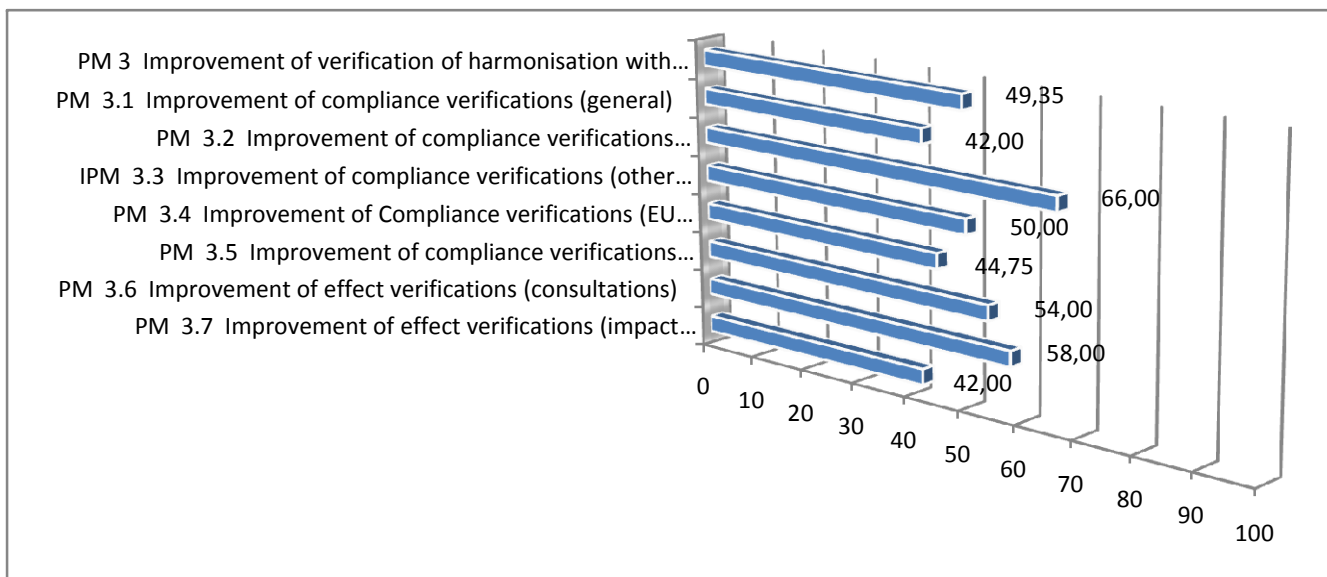 PM 3  Improvement of verification of harmonisation with...
49,35
PM  3.1 Improvement of compliance verifications (general)
42,00
PM  3.2  Improvement of compliance verifications...
66,00
IPM  3.3  Improvement of compliance verifications (other...
50,00
PM  3.4  Improvement of Compliance verifications (EU...
44,75
PM  3.5  Improvement of compliance verifications...
54,00
PM  3.6  Improvement of effect verifications (consultations)
58,00
PM  3.7  Improvement of effect verifications (impact...
42,00
0
10
20
30
40
50
60
70
80
90
100